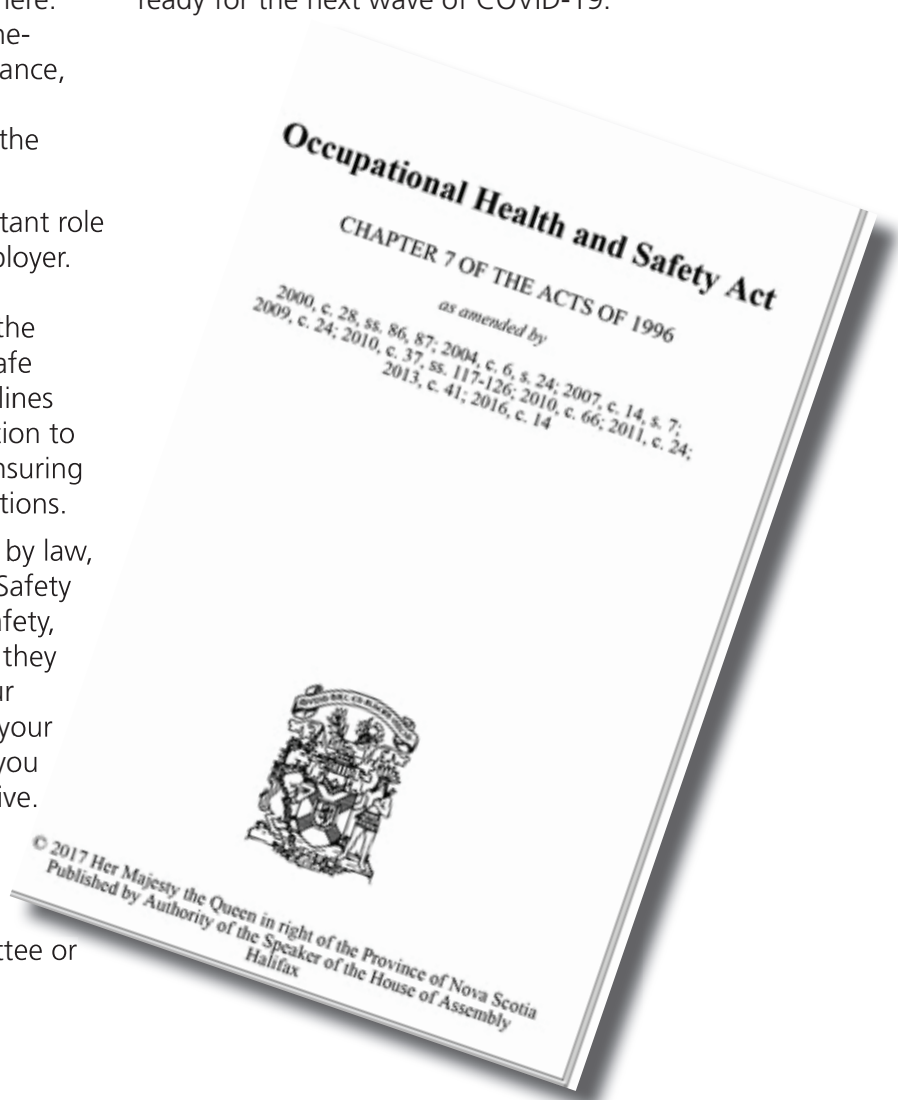 here.
ready for the next wave of COVID-19.
ne-
ance,
the
tant role
ployer.
the
afe
lines
tion to
nsuring
tions.
by law,
Safety
afety,
they
ur
your
you
ive.
ttee or
Occupational Health and Safety Act
CHAPTER 7 OF THE ACTS OF 1996
as amended by
2000, c. 28, ss. 86, 87; 2004, c. 6, s. 24; 2007, c. 14, s. 7;
2009, c. 24; 2010, c. 37, ss. 117-126; 2010, c. 66; 2011, c. 24;
2013, c. 41; 2016, c. 14
© 2017 Her Majesty the Queen in right of the Province of Nova Scotia
Published by Authority of the Speaker of the House of Assembly
Halifax